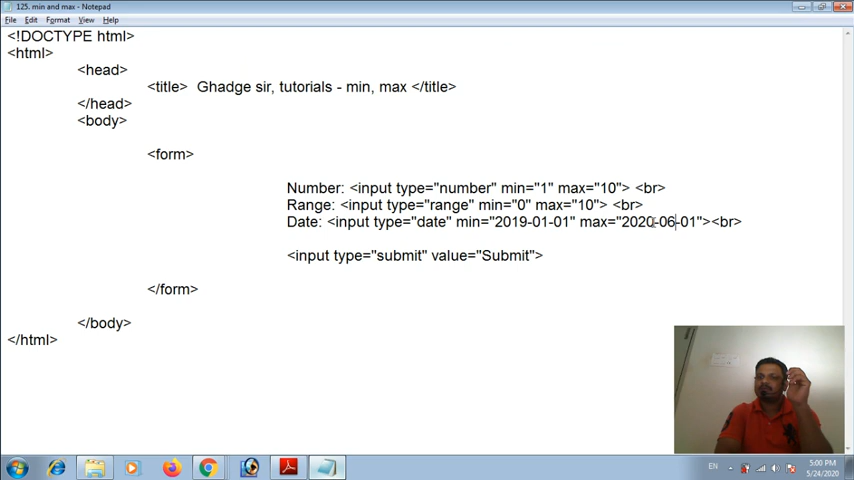 125. min and max - Notepad
File Edit Format View Help
<!DOCTYPE html>
<html>
<head>
<title> Ghadge sir, tutorials - min, max </title>
</head>
<body>
<form>
Number: <input type="number" min="1" max="10"> <br>
Range: <input type="range" min="0" max="10"> <br>
Date: <input type="date" min="2019-01-01" max="2020-06-01"><br>
<input type="submit" value="Submit">
</form>
</body>
</html>
EN
5:00 PM
5/24/2020